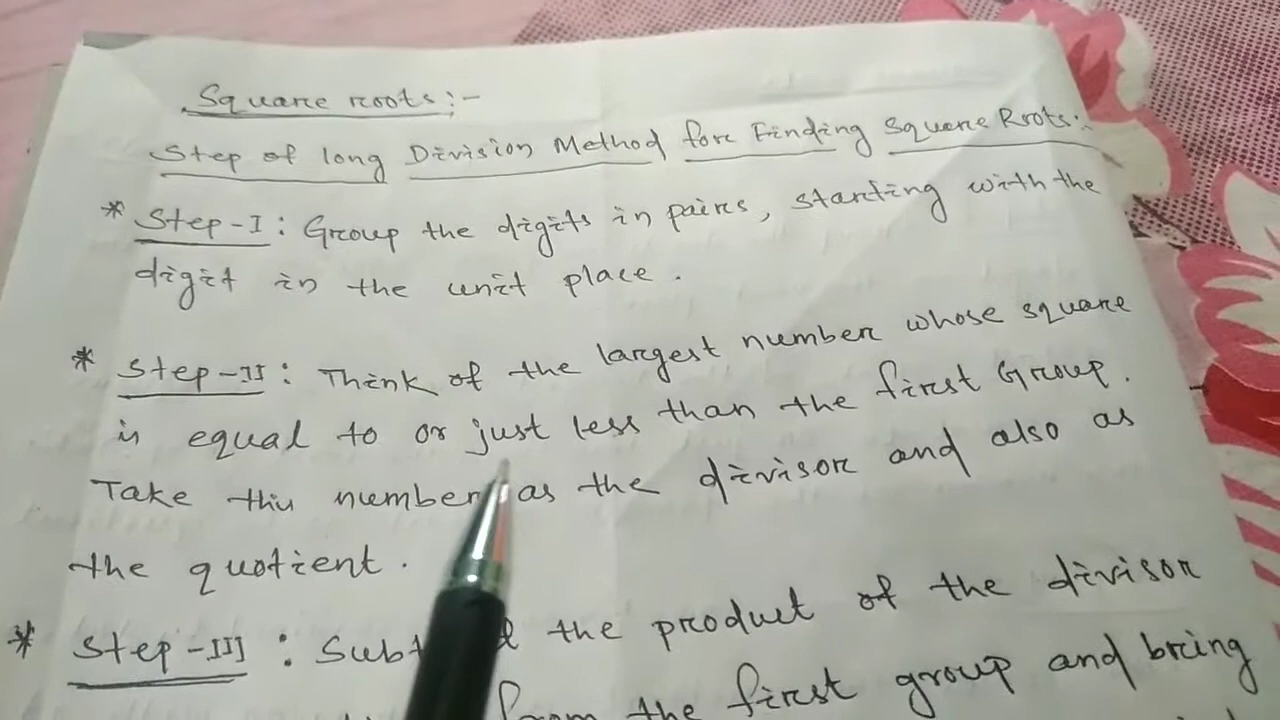 Square roots:-
Step of long Division Method for Finding Square Roots:-
* Step-I : Group the digits in pairs, starting with the
digit in the unit place.
* Step-II : Think of the largest number whose square
is equal to or just less than the first Group.
Take this number as the divisor and also as
the quotient.
* Step-III : the product of the divisor
from the first group and bring